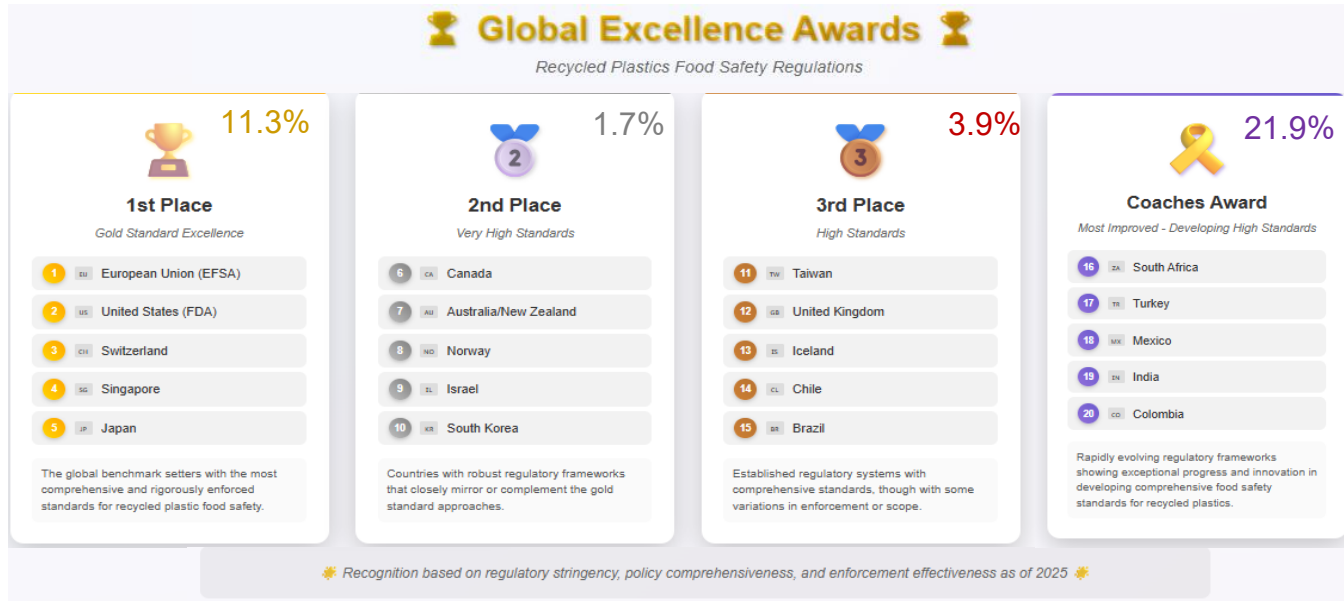 Global Excellence Awards
Recycled Plastics Food Safety Regulations
11.3%
1st Place
Gold Standard Excellence
1 EU European Union (EFSA)
2 US United States (FDA)
3 CH Switzerland
4 SG Singapore
5 JP Japan
The global benchmark setters with the most
comprehensive and rigorously enforced
standards for recycled plastic food safety.
1.7%
2
2nd Place
Very High Standards
6 CA Canada
7 AU Australia/New Zealand
8 NO Norway
9 IL Israel
10 KR South Korea
Countries with robust regulatory frameworks
that closely mirror or complement the gold
standard approaches.
3.9%
3
3rd Place
High Standards
11 TW Taiwan
12 GB United Kingdom
13 IS Iceland
14 CL Chile
15 BR Brazil
Established regulatory systems with
comprehensive standards, though with some
variations in enforcement or scope.
21.9%
Coaches Award
Most Improved - Developing High Standards
16 ZA South Africa
17 TR Turkey
18 MX Mexico
19 IN India
20 CO Colombia
Rapidly evolving regulatory frameworks
showing exceptional progress and innovation in
developing comprehensive food safety
standards for recycled plastics.
Recognition based on regulatory stringency, policy comprehensiveness, and enforcement effectiveness as of 2025